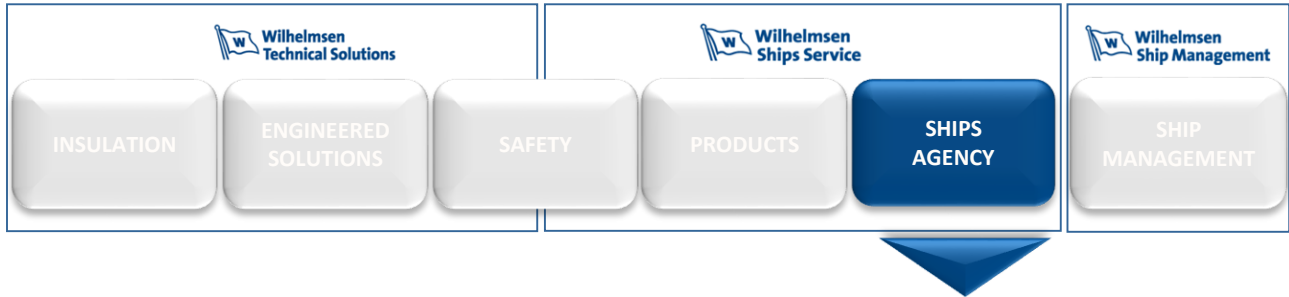 W Wilhelmsen
Technical Solutions
W Wilhelmsen
Ships Service
W Wilhelmsen
Ship Management
INSULATION
ENGINEERED
SOLUTIONS
SAFETY
PRODUCTS
SHIPS
AGENCY
SHIP
MANAGEMENT